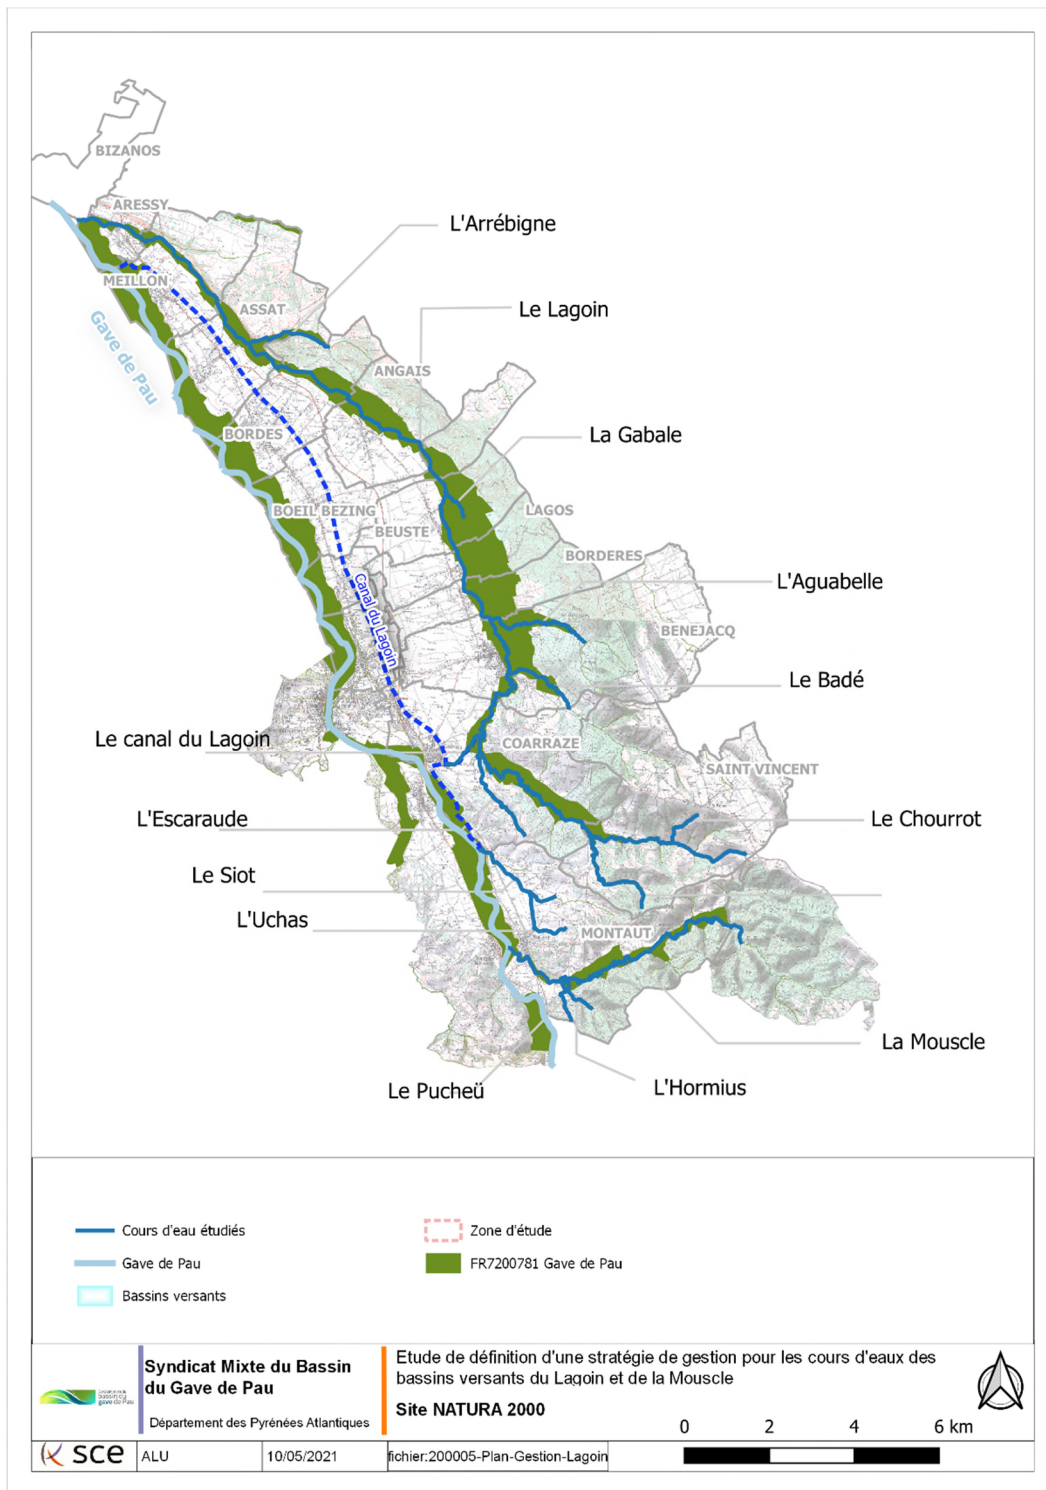 BIZANOS
ARESSY
L'Arrébigne
MEILLON
ASSAT
Le Lagoin
Gave de Pau
ANGAIS
BORDES
La Gabale
BOEIL BEZING
LAGOS
BEUSTE
BORDERES
Canal du Lagoin
L'Aguabelle
BENEJACQ
Le Badé
Le canal du Lagoin
COARRAZE
SAINT VINCENT
L'Escaraude
Le Chourrot
Le Siot
L'Uchas
MONTAUT
La Mouscle
Le Pucheü
L'Hormius
Cours d'eau étudiés
Zone d'étude
Gave de Pau
FR7200781 Gave de Pau
Bassins versants
Syndicat Mixte du Bassin
du Gave de Pau
Département des Pyrénées Atlantiques
Etude de définition d'une stratégie de gestion pour les cours d'eaux des
bassins versants du Lagoin et de la Mouscle
Site NATURA 2000
0 2 4 6 km
bassin du
gave de Pau
sce
ALU
10/05/2021
fichier:200005-Plan-Gestion-Lagoin